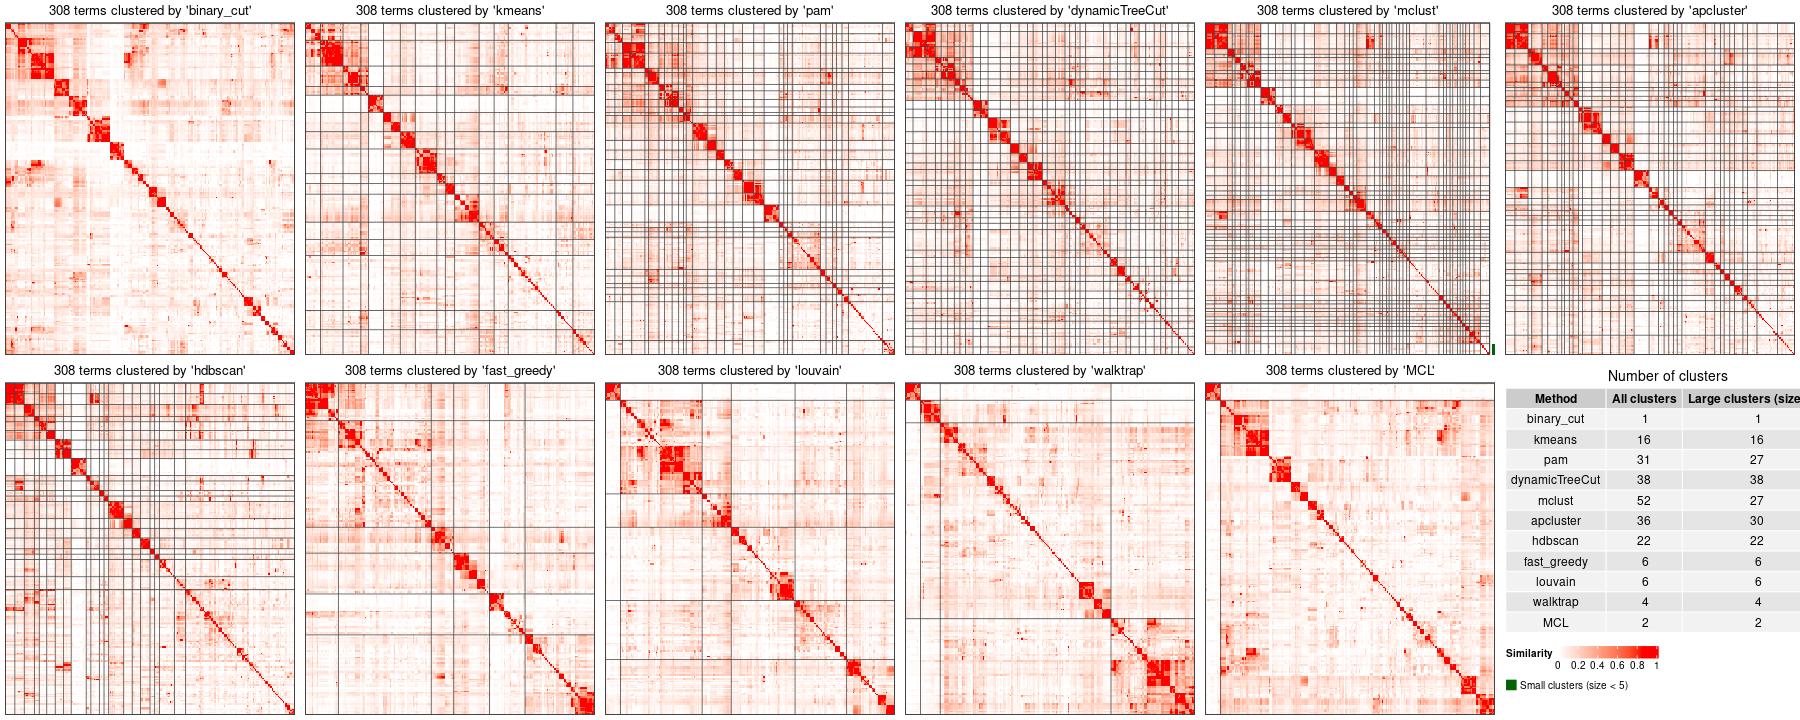 308 terms clustered by 'binary_cut'
308 terms clustered by 'kmeans'
308 terms clustered by 'pam'
308 terms clustered by 'dynamicTreeCut'
308 terms clustered by 'mclust'
308 terms clustered by 'apcluster'
308 terms clustered by 'hdbscan'
308 terms clustered by 'fast_greedy'
308 terms clustered by 'louvain'
308 terms clustered by 'walktrap'
308 terms clustered by 'MCL'
Number of clusters
Method All clusters Large clusters (size
binary_cut 1 1
kmeans 16 16
pam 31 27
dynamicTreeCut 38 38
mclust 52 27
apcluster 36 30
hdbscan 22 22
fast_greedy 6 6
louvain 6 6
walktrap 4 4
MCL 2 2
Similarity
0 0.2 0.4 0.6 0.8 1
Small clusters (size < 5)